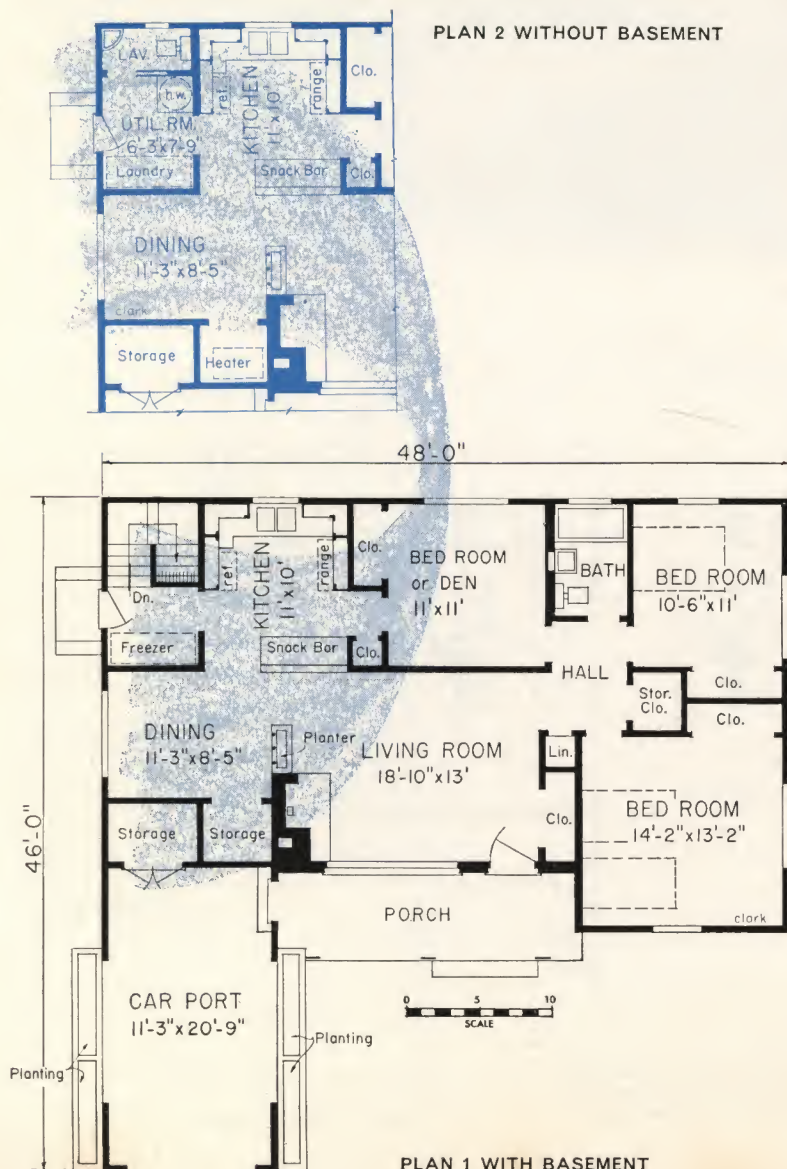 PLAN 2 WITHOUT BASEMENT
LAV.
h.w.
UTIL. RM.
6'-3"x7'-9"
Laundry
ref.
KITCHEN
11'x10'
range
Clo.
Snack Bar
Clo.
DINING
11'-3"x8'-5"
clark
Storage
Heater
48'-0"
46'-0"
Dn.
Freezer
ref.
KITCHEN
11'x10'
range
Clo.
Snack Bar
Clo.
BED ROOM
or DEN
11'x11'
BATH
BED ROOM
10'-6"x11'
HALL
Clo.
Stor.
Clo.
Clo.
DINING
11'-3"x8'-5"
Planter
LIVING ROOM
18'-10"x13'
Lin.
Clo.
BED ROOM
14'-2"x13'-2"
clark
Storage
Storage
PORCH
0 5 10
SCALE
CAR PORT
11'-3"x20'-9"
Planting
Planting
PLAN 1 WITH BASEMENT